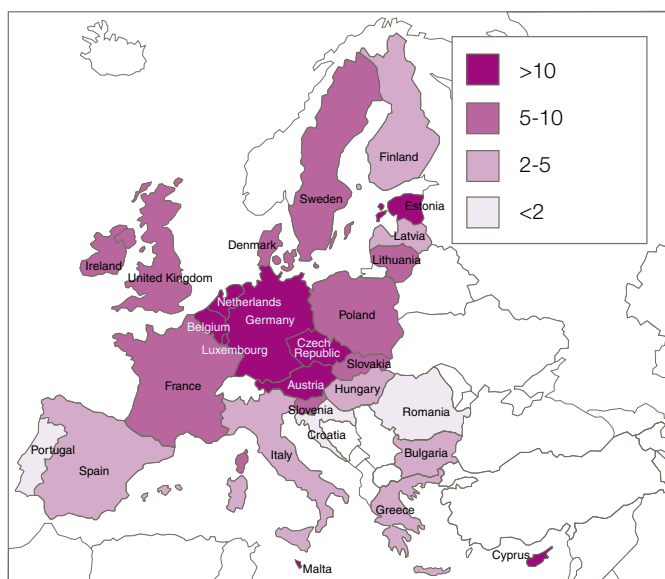 >10
5-10
2-5
<2
Finland
Sweden
Estonia
Latvia
Lithuania
Denmark
Ireland
United Kingdom
Netherlands
Germany
Belgium
Poland
Luxembourg
Czech
Republic
Slovakia
France
Austria
Hungary
Slovenia
Romania
Croatia
Portugal
Italy
Bulgaria
Spain
Greece
Cyprus
Malta